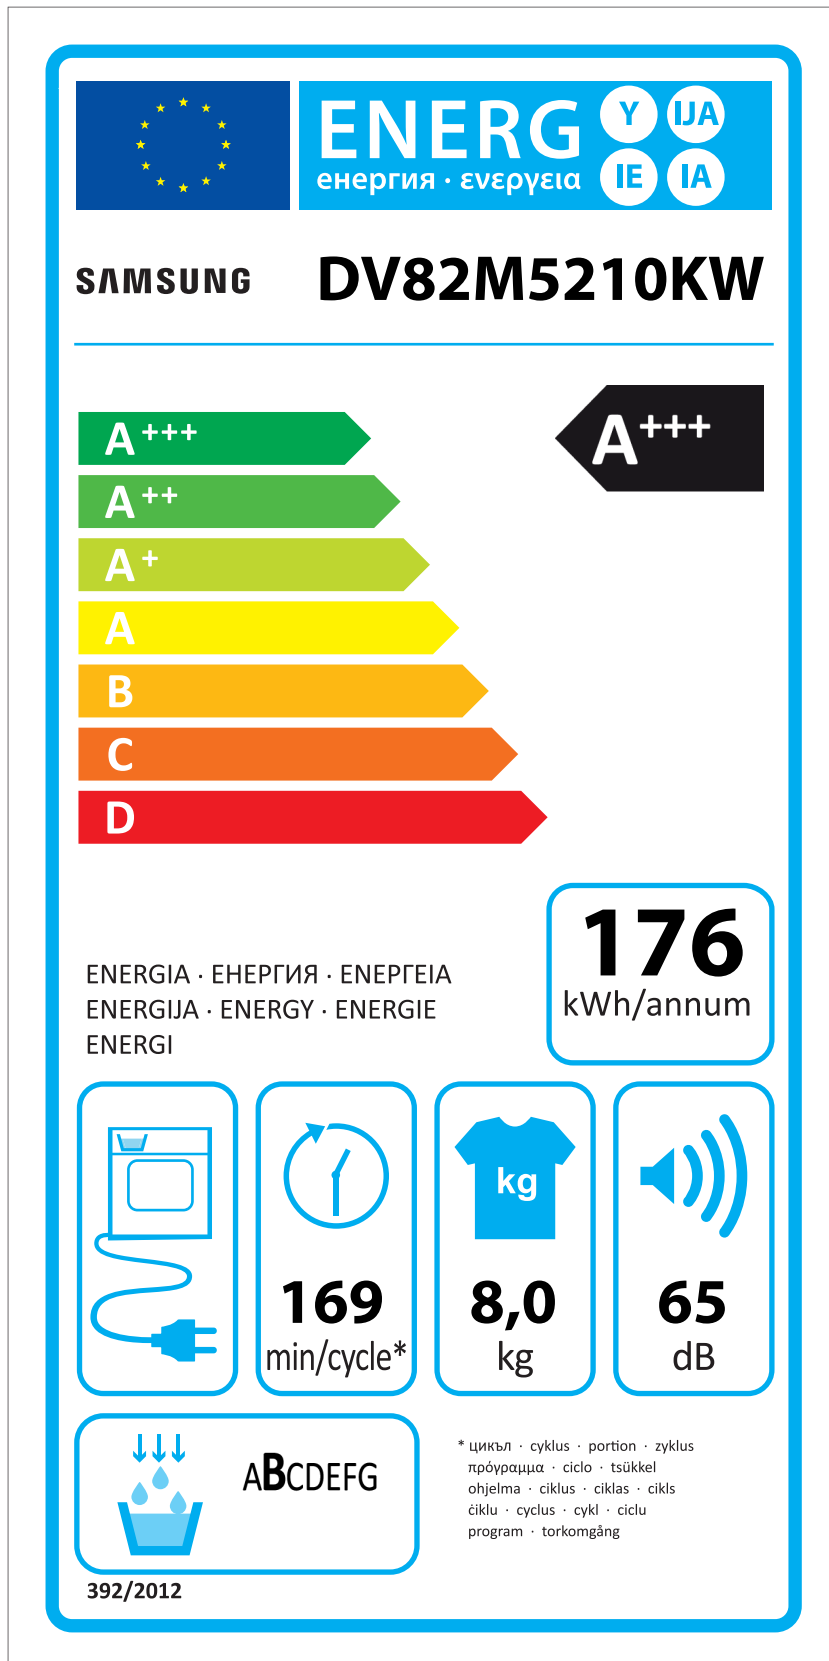 ENERG
Y
IJA
IE
IA
енергия · ενεργεια
SAMSUNG
DV82M5210KW
A+++
A+++
A++
A+
A
B
C
D
176
kWh/annum
ENERGIA · ЕНЕРГИЯ · ΕΝΕΡΓΕΙΑ
ENERGIJA · ENERGY · ENERGIE
ENERGI
kg
169
min/cycle*
8,0
kg
65
dB
ABCDEFG
* цикъл · cyklus · portion · zyklus
πρόγραμμα · ciclo · tsükkel
ohjelma · ciklus · ciklas · cikls
ċiklu · cyclus · cykl · ciclu
program · torkomgång
392/2012